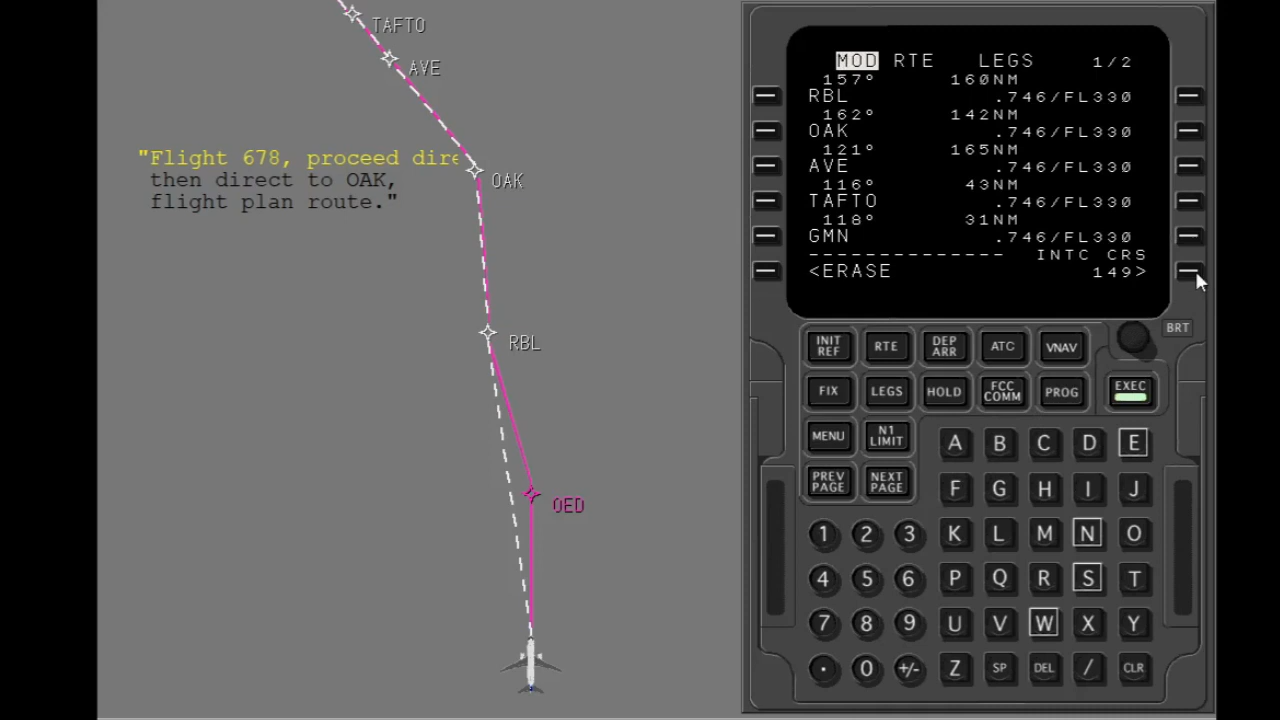 TAFTO
AVE
"Flight 678, proceed dire
then direct to OAK,
flight plan route."
OAK
RBL
OED
MOD RTE LEGS 1/2
157° 160NM
RBL .746/FL330
162° 142NM
OAK .746/FL330
121° 165NM
AVE .746/FL330
116° 43NM
TAFTO .746/FL330
118° 31NM
GMN .746/FL330
-------------- INTC CRS
<ERASE 149>
BRT
INIT REF RTE DEP ARR ATC VNAV
FIX LEGS HOLD FCC COMM PROG EXEC
MENU N1 LIMIT
PREV PAGE NEXT PAGE
A B C D E
F G H I J
1 2 3 K L M N O
4 5 6 P Q R S T
7 8 9 U V W X Y
. 0 +/- Z SP DEL / CLR